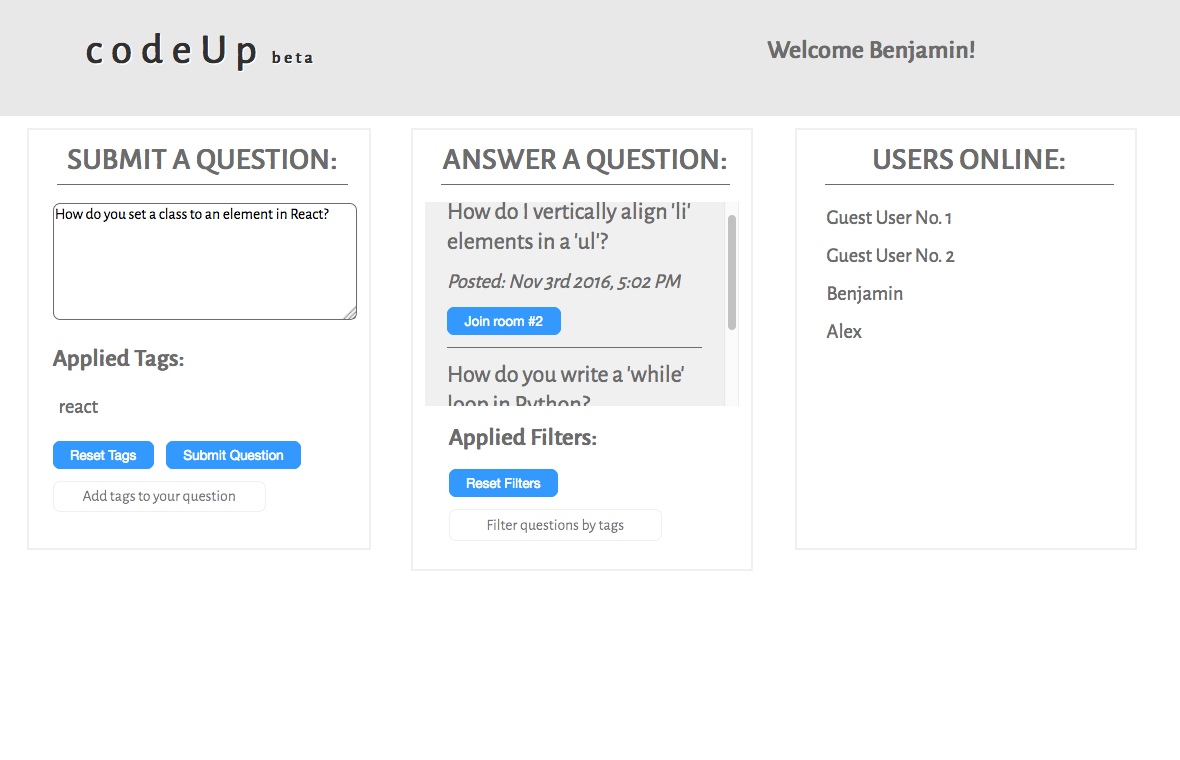 codeUp beta
Welcome Benjamin!
SUBMIT A QUESTION:
How do you set a class to an element in React?
Applied Tags:
react
Reset Tags
Submit Question
Add tags to your question
ANSWER A QUESTION:
How do I vertically align 'li'
elements in a 'ul'?
Posted: Nov 3rd 2016, 5:02 PM
Join room #2
How do you write a 'while'
loop in Python?
Applied Filters:
Reset Filters
Filter questions by tags
USERS ONLINE:
Guest User No. 1
Guest User No. 2
Benjamin
Alex